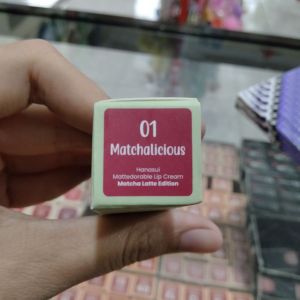 01
Matchalicious
Hanasui
Mattedorable Lip Cream
Matcha Latte Edition